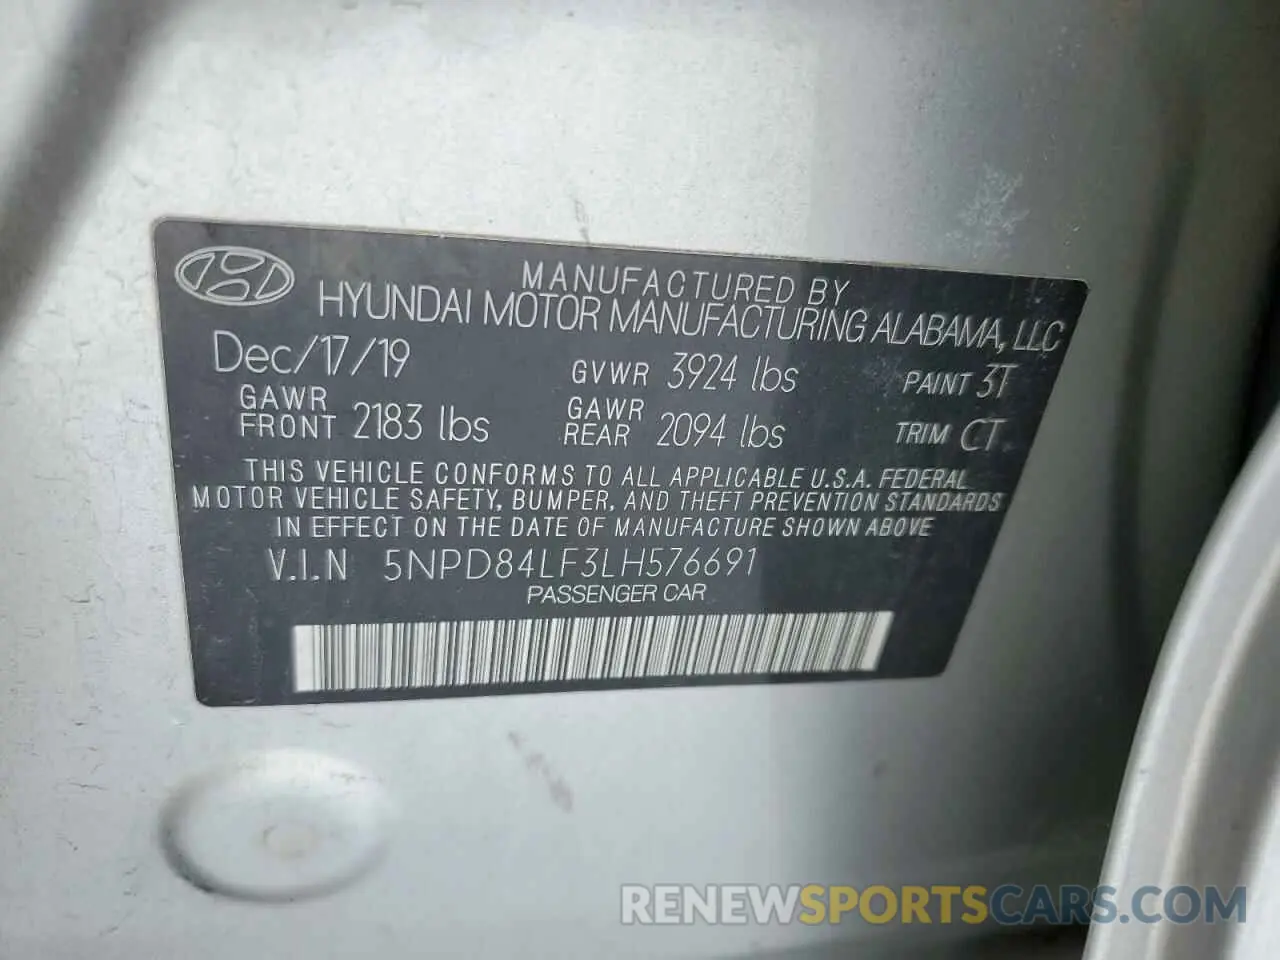 MANUFACTURED BY
HYUNDAI MOTOR MANUFACTURING ALABAMA, LLC
Dec/17/19 GVWR 3924 lbs PAINT 3T
GAWR FRONT 2183 lbs GAWR REAR 2094 lbs TRIM CT
THIS VEHICLE CONFORMS TO ALL APPLICABLE U.S.A. FEDERAL
MOTOR VEHICLE SAFETY, BUMPER, AND THEFT PREVENTION STANDARDS
IN EFFECT ON THE DATE OF MANUFACTURE SHOWN ABOVE
V.I.N 5NPD84LF3LH576691
PASSENGER CAR
RENEWSPORTSCARS.COM